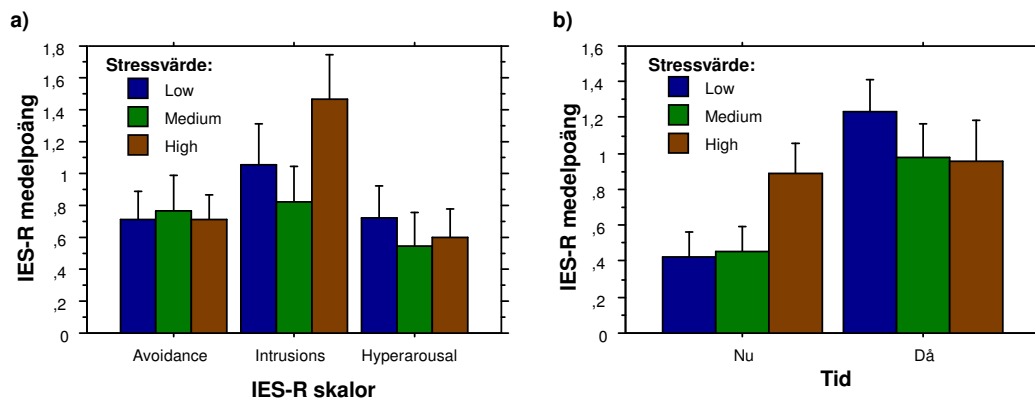 a)
IES-R medelpoäng
1,8
1,6
1,4
1,2
1
,8
,6
,4
,2
0
Stressvärde:
Low
Medium
High
Avoidance Intrusions Hyperarousal
IES-R skalor
b)
IES-R medelpoäng
1,6
1,4
1,2
1
,8
,6
,4
,2
0
Stressvärde:
Low
Medium
High
Nu Då
Tid